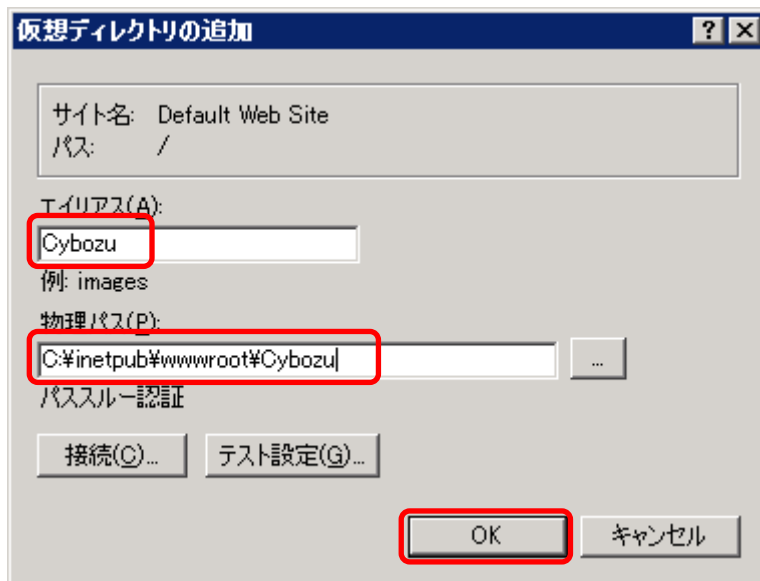 仮想ディレクトリの追加
サイト名: Default Web Site
パス: /
エイリアス(A):
Cybozu
例: images
物理パス(P):
C:¥inetpub¥wwwroot¥Cybozu
...
パススルー認証
接続(C)...
テスト設定(G)...
OK
キャンセル